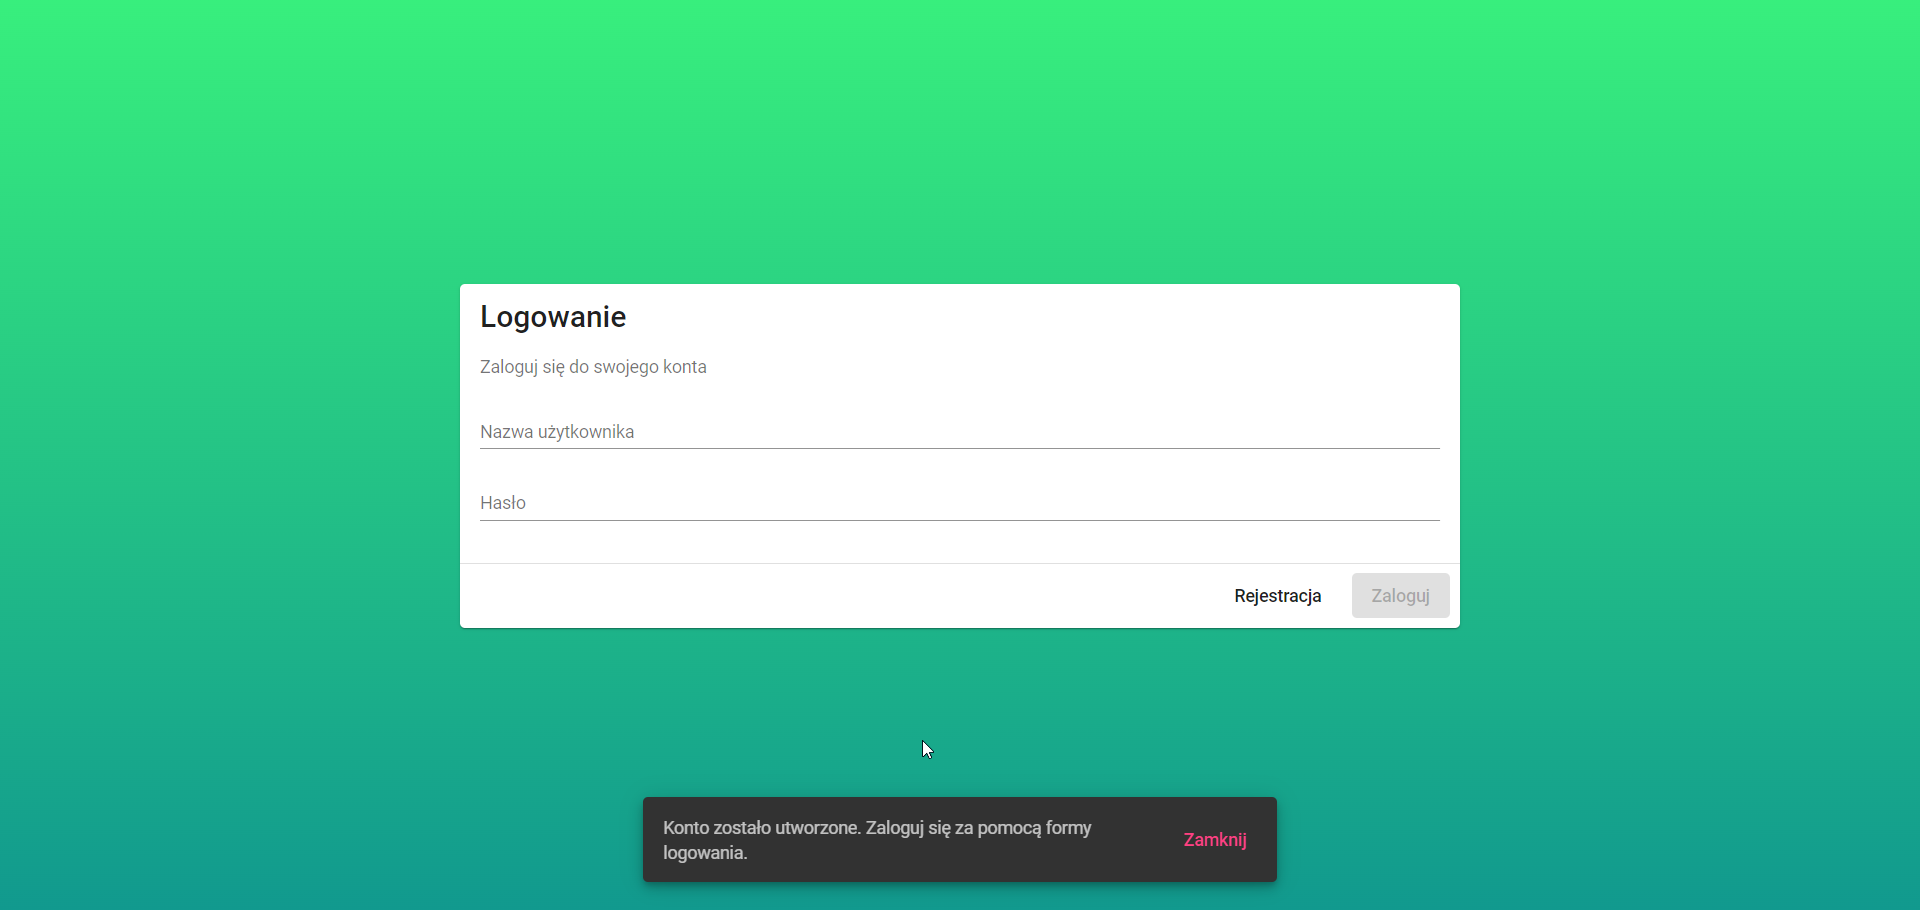 Logowanie
Zaloguj się do swojego konta
Nazwa użytkownika
Hasło
Rejestracja
Zaloguj
Konto zostało utworzone. Zaloguj się za pomocą formy
logowania.
Zamknij